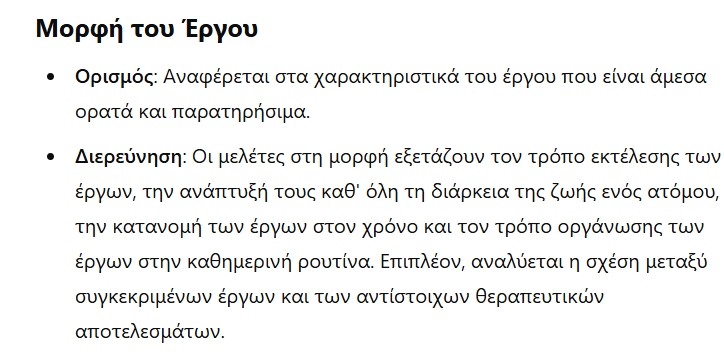 Μορφή του Έργου
• Ορισμός: Αναφέρεται στα χαρακτηριστικά του έργου που είναι άμεσα
ορατά και παρατηρήσιμα.
• Διερεύνηση: Οι μελέτες στη μορφή εξετάζουν τον τρόπο εκτέλεσης των
έργων, την ανάπτυξή τους καθ' όλη τη διάρκεια της ζωής ενός ατόμου,
την κατανομή των έργων στον χρόνο και τον τρόπο οργάνωσης των
έργων στην καθημερινή ρουτίνα. Επιπλέον, αναλύεται η σχέση μεταξύ
συγκεκριμένων έργων και των αντίστοιχων θεραπευτικών
αποτελεσμάτων.